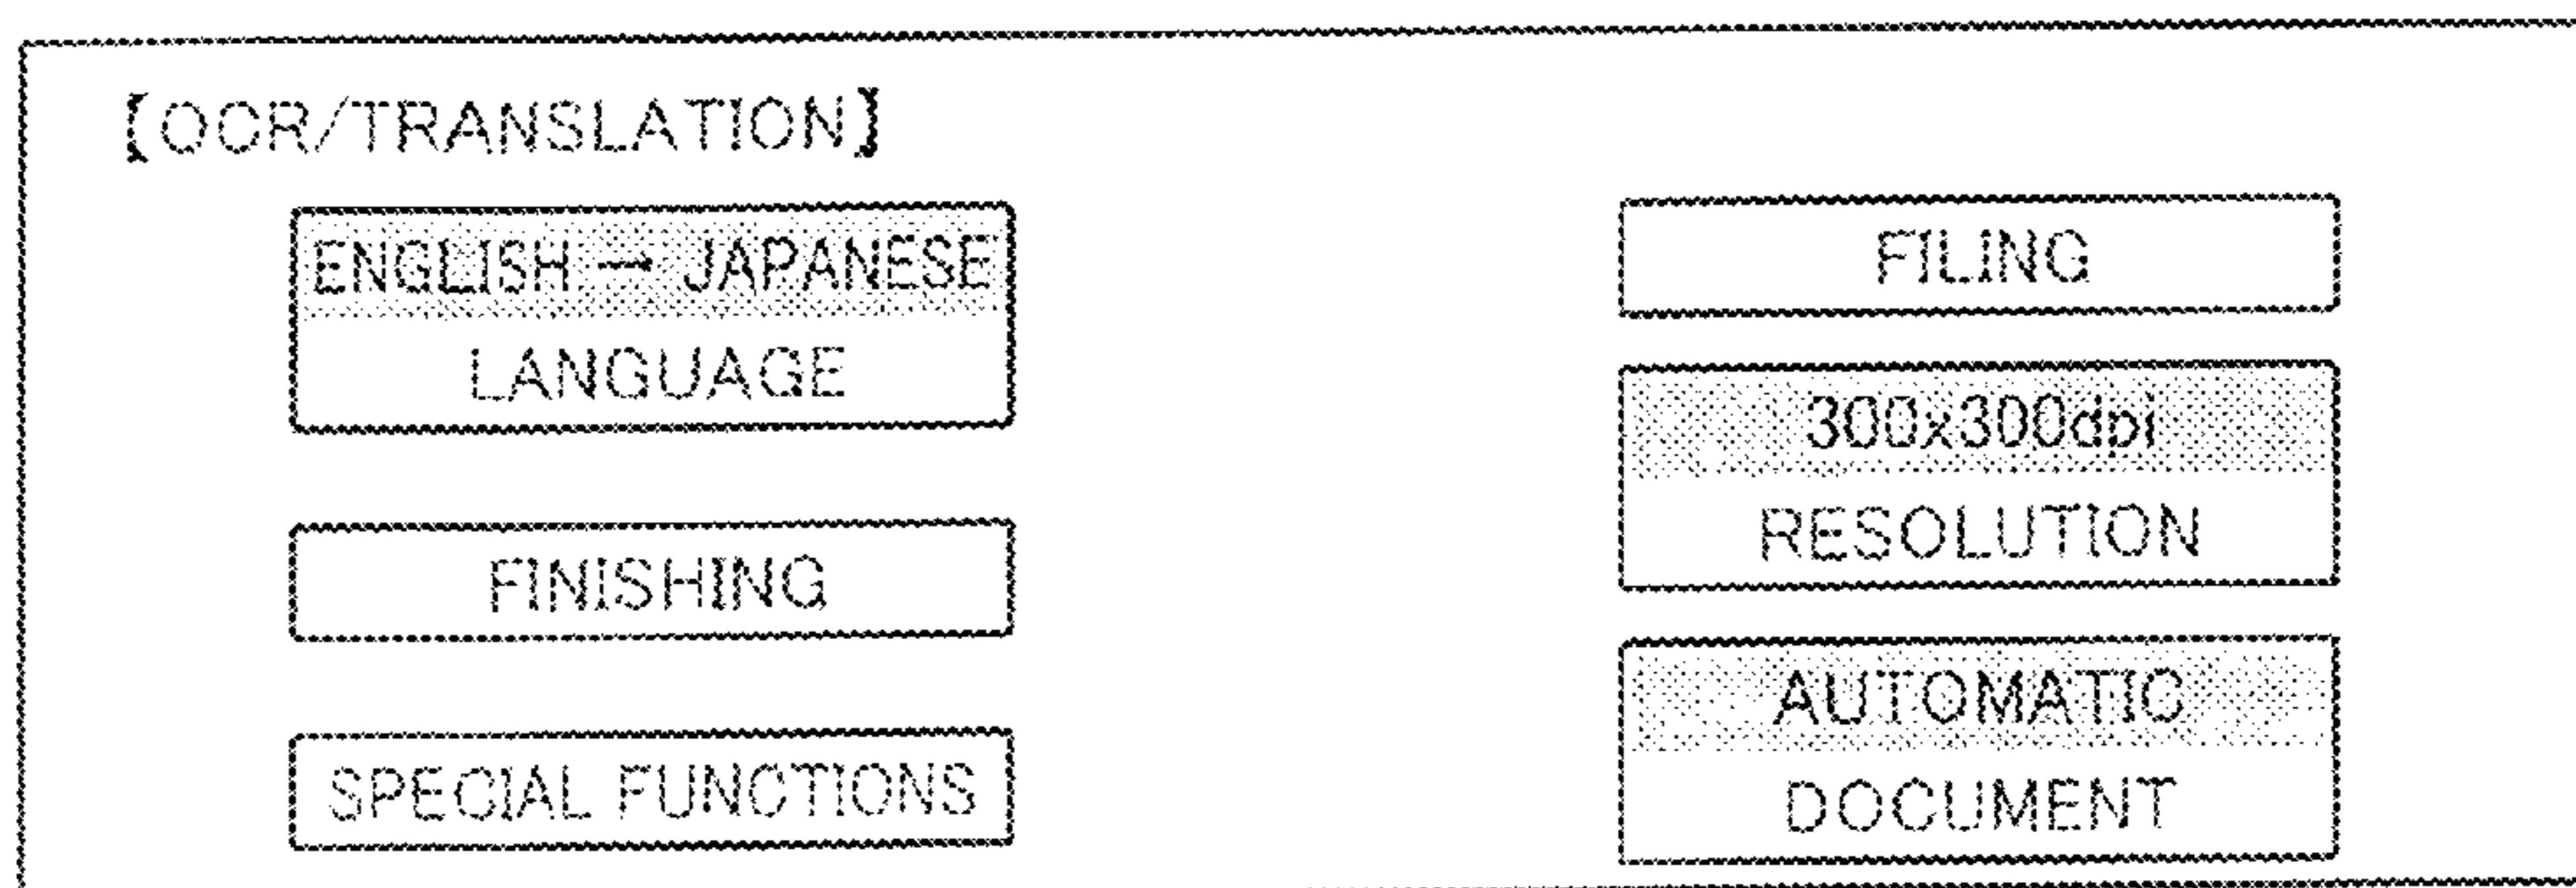 【OCR/TRANSLATION】
ENGLISH → JAPANESE
LANGUAGE
FINISHING
SPECIAL FUNCTIONS
FILING
300x300dpi
RESOLUTION
AUTOMATIC
DOCUMENT